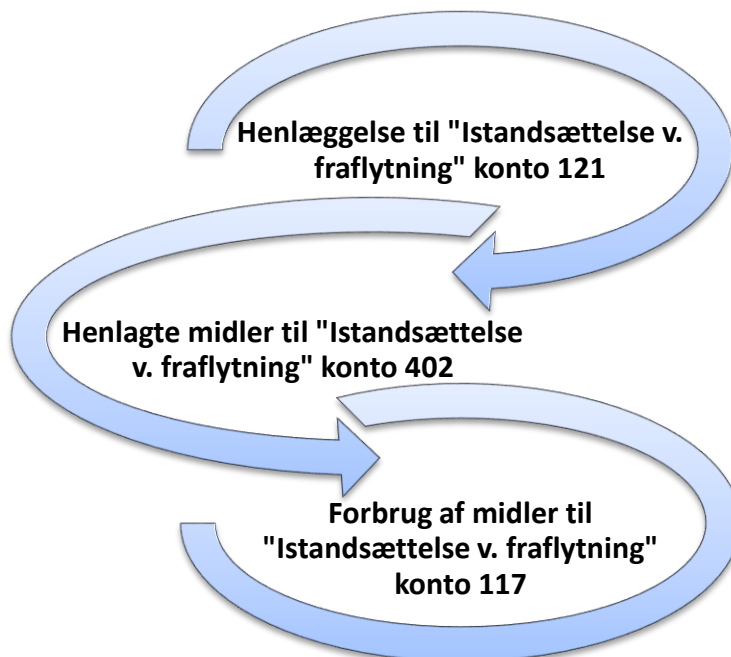 Henlæggelse til "Istandsættelse v.
fraflytning" konto 121
Henlagte midler til "Istandsættelse
v. fraflytning" konto 402
Forbrug af midler til
"Istandsættelse v. fraflytning"
konto 117